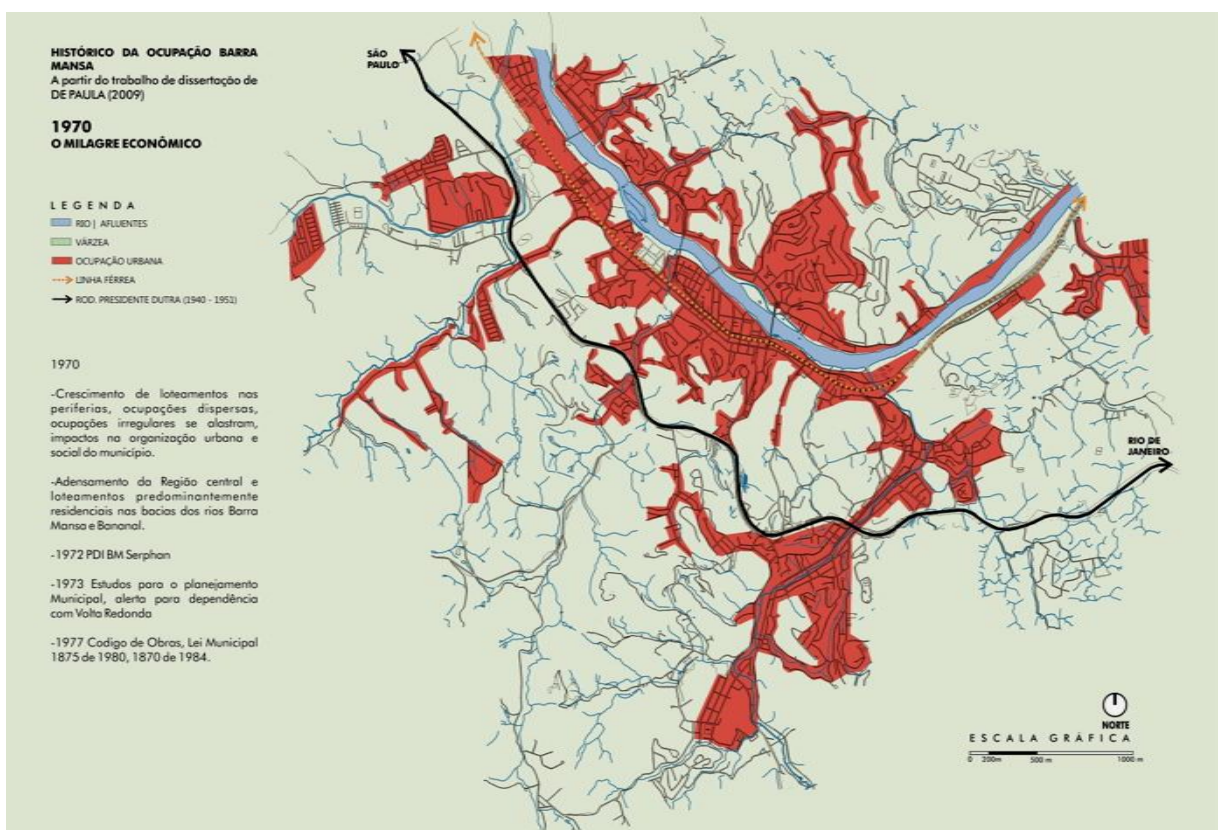 HISTÓRICO DA OCUPAÇÃO BARRA
MANSA
A partir do trabalho de dissertação de
DE PAULA (2009)
1970
O MILAGRE ECONÔMICO
LEGENDA
RIO | AFLUENTES
VÁRZEA
OCUPAÇÃO URBANA
LINHA FÉRREA
ROD. PRESIDENTE DUTRA (1940 - 1951)
1970
-Crescimento de loteamentos nas
periferias, ocupações dispersas,
ocupações irregulares se alastram,
impactos na organização urbana e
social do município.
-Adensamento da Região central e
loteamentos predominantemente
residenciais nas bacias dos rios Barra
Mansa e Bananal.
-1972 PDI BM Serphan
-1973 Estudos para o planejamento
Municipal, alerta para dependência
com Volta Redonda
-1977 Codigo de Obras, Lei Municipal
1875 de 1980, 1870 de 1984.
SÃO
PAULO
RIO DE
JANEIRO
NORTE
ESCALA GRÁFICA
0 200m 500 m 1000 m